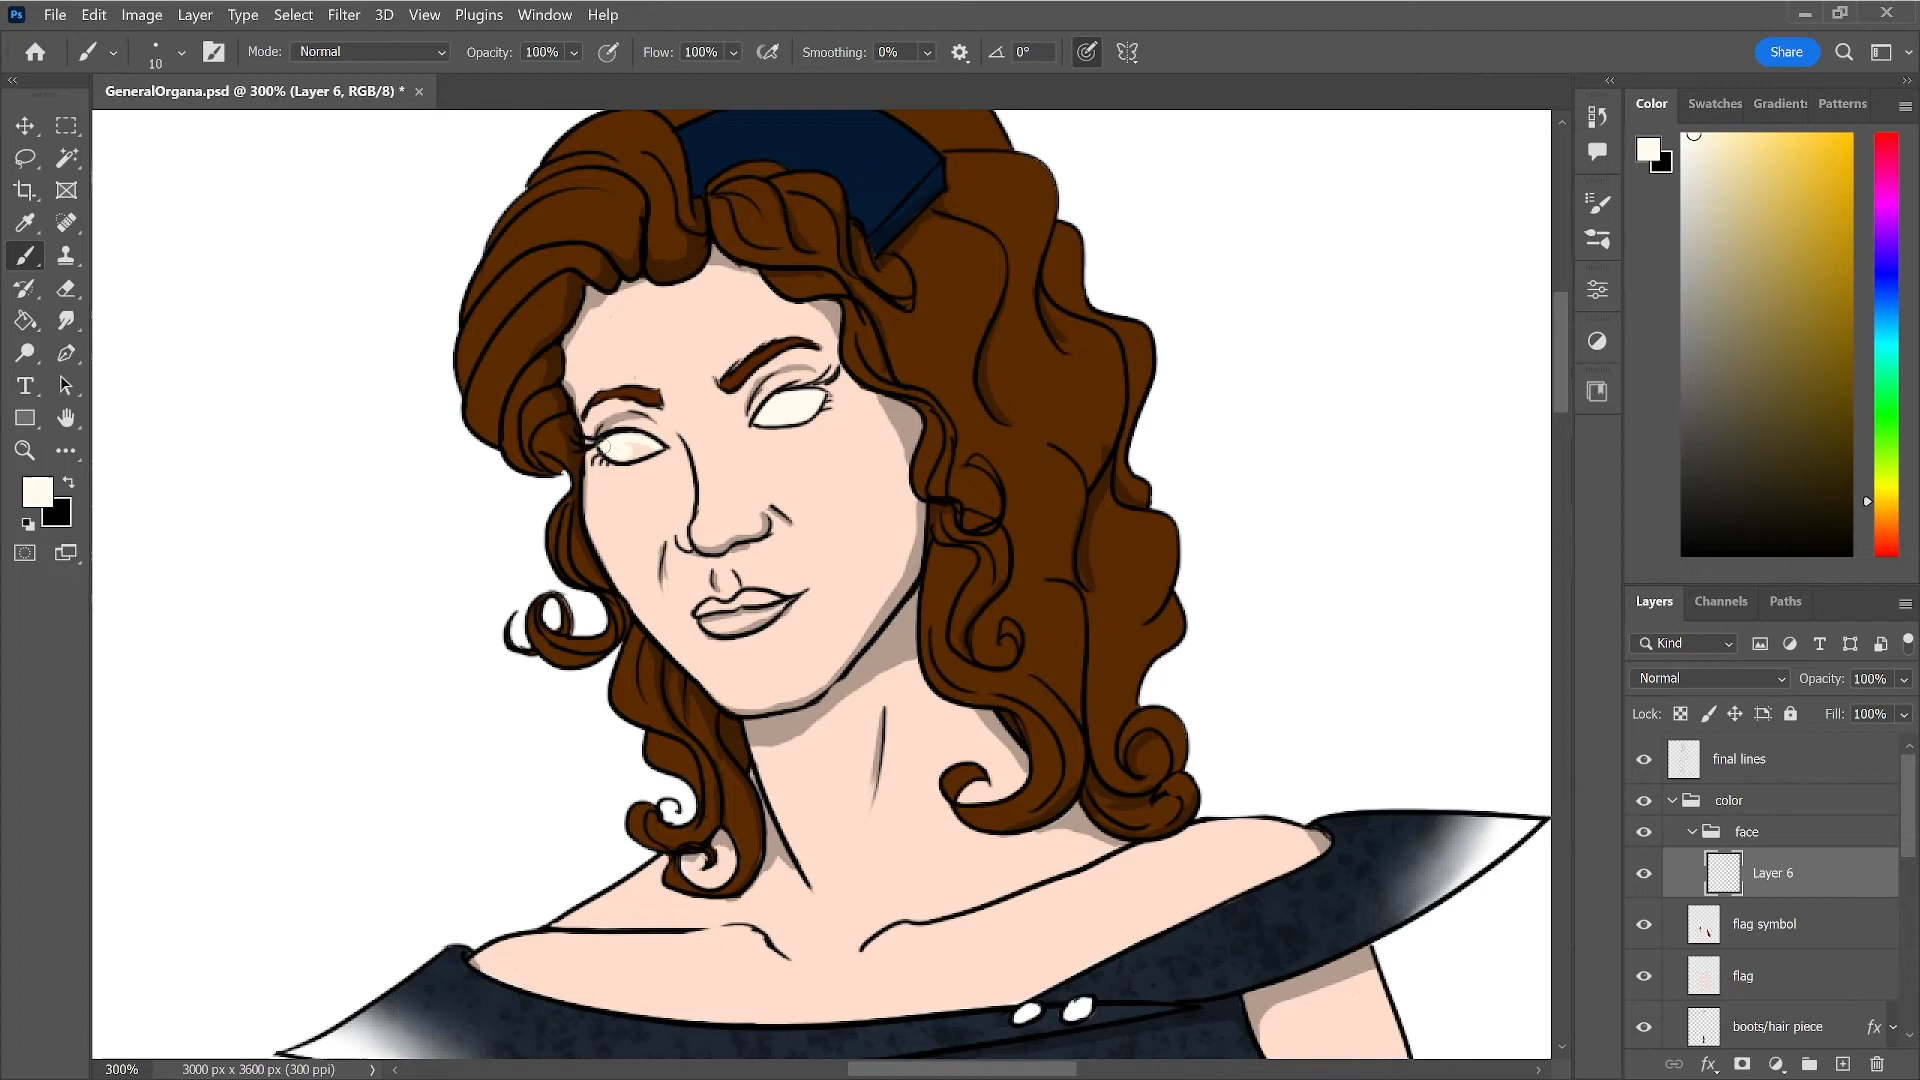 Ps File Edit Image Layer Type Select Filter 3D View Plugins Window Help
10 Mode: Normal Opacity: 100% Flow: 100% Smoothing: 0% 0° Share
GeneralOrgana.psd @ 300% (Layer 6, RGB/8) *
Color Swatches Gradients Patterns
Layers Channels Paths
Kind
Normal Opacity: 100%
Lock: Fill: 100%
final lines
color
face
Layer 6
flag symbol
flag
boots/hair piece fx
300% 3000 px x 3600 px (300 ppi)
fx